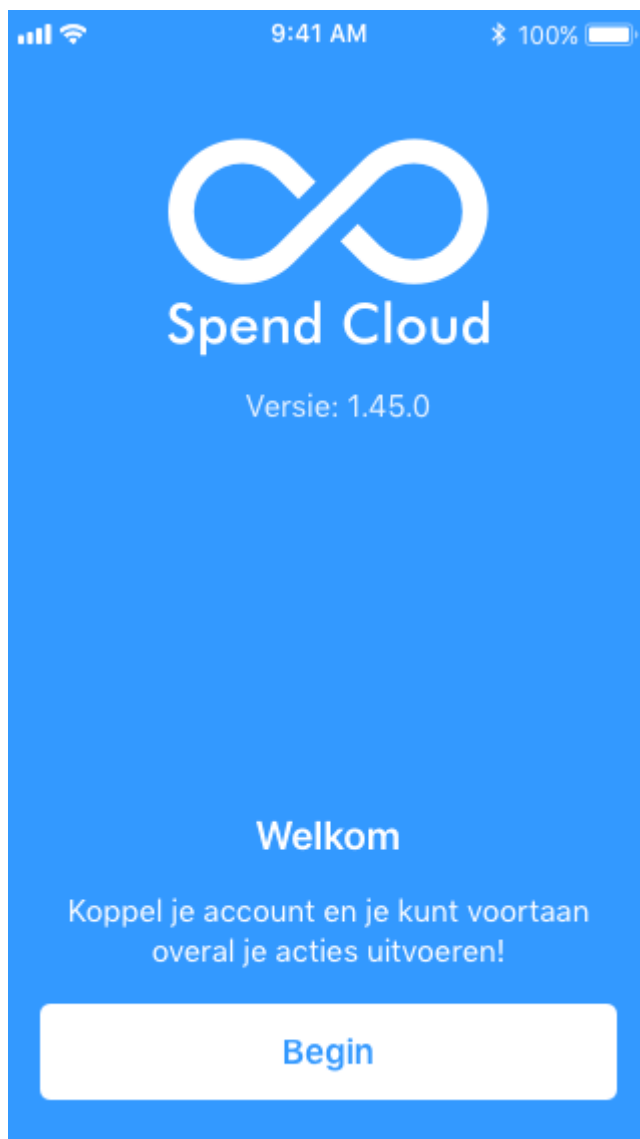 9:41 AM
100%
Spend Cloud
Versie: 1.45.0
Welkom
Koppel je account en je kunt voortaan
overal je acties uitvoeren!
Begin